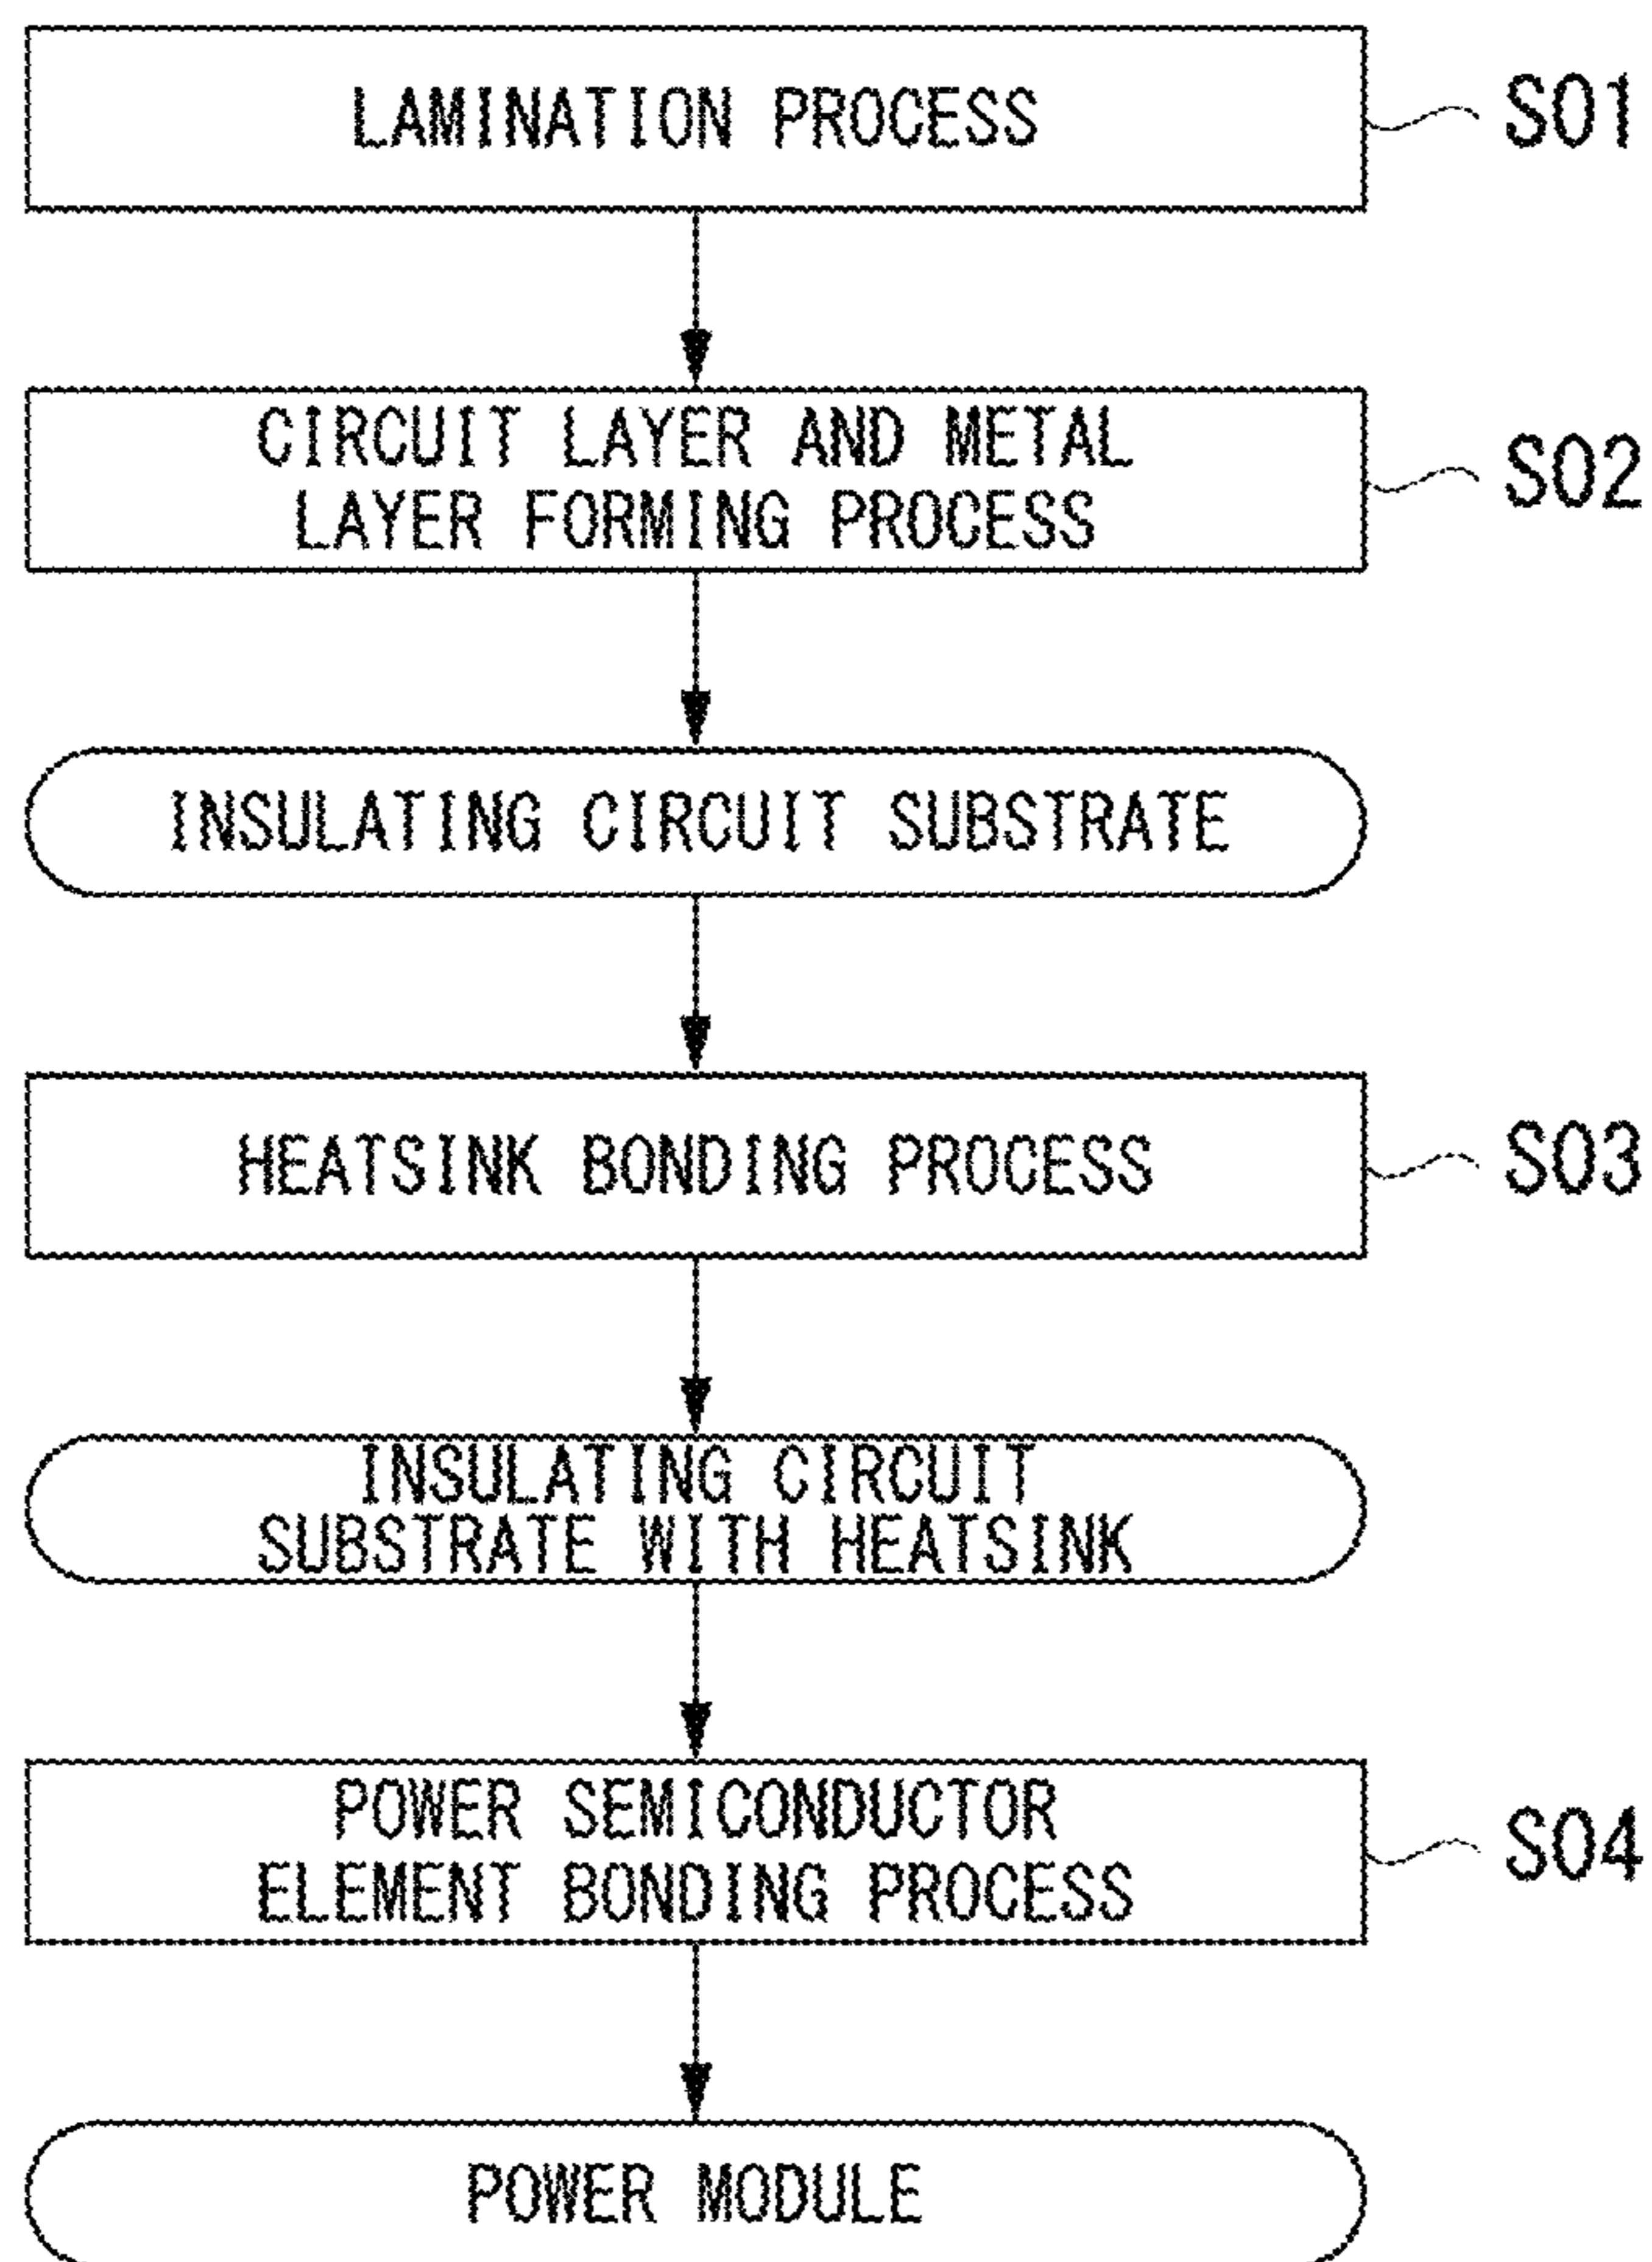 LAMINATION PROCESS
S01
CIRCUIT LAYER AND METAL
LAYER FORMING PROCESS
S02
INSULATING CIRCUIT SUBSTRATE
HEATSINK BONDING PROCESS
S03
INSULATING CIRCUIT
SUBSTRATE WITH HEATSINK
POWER SEMICONDUCTOR
ELEMENT BONDING PROCESS
S04
POWER MODULE